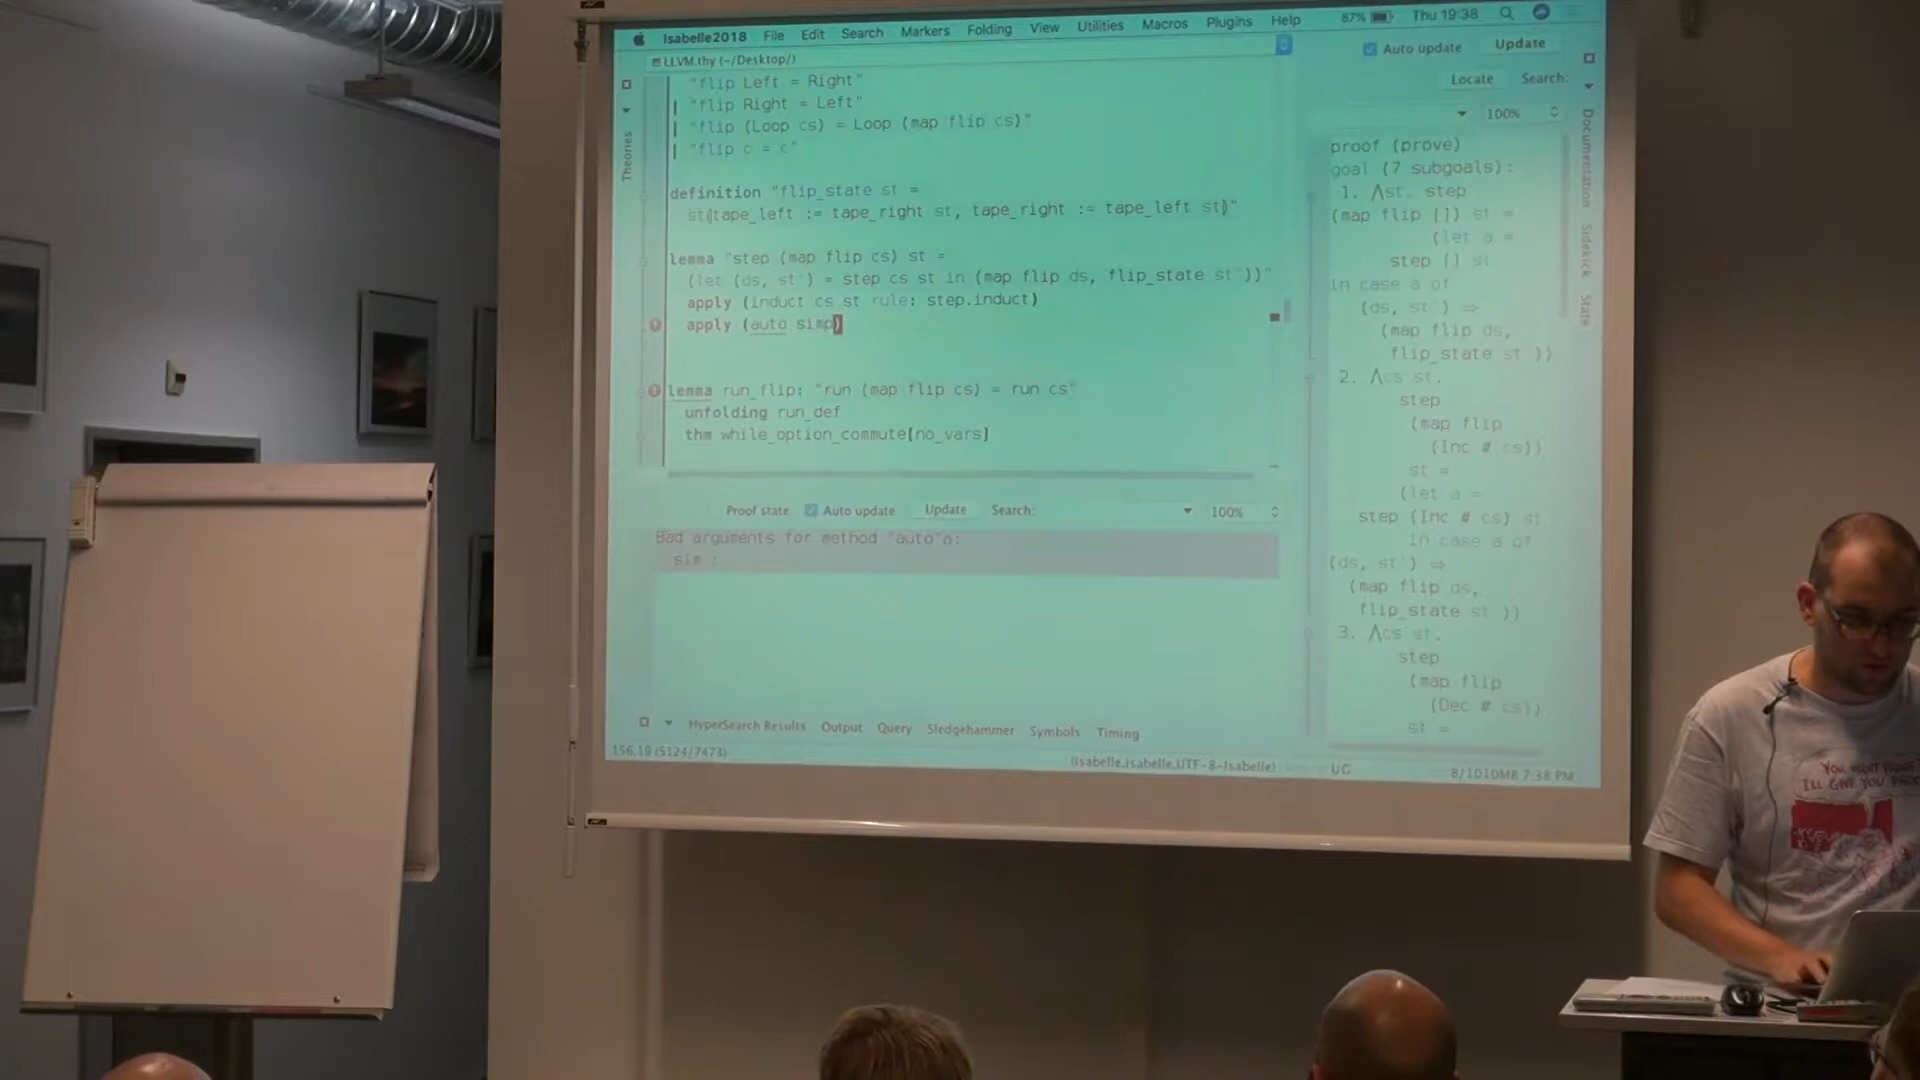 Isabelle2018 File Edit Search Markers Folding View Utilities Macros Plugins Help 87% Thu 19:38
LLVM.thy (~/Desktop/)
"flip Left = Right"
| "flip Right = Left"
| "flip (Loop cs) = Loop (map flip cs)"
| "flip c = c"
definition "flip_state st =
st⦇tape_left := tape_right st, tape_right := tape_left st⦈"
lemma "step (map flip cs) st =
(let (ds, st') = step cs st in (map flip ds, flip_state st'))"
apply (induct cs st rule: step.induct)
apply (auto simp)
lemma run_flip: "run (map flip cs) = run cs"
unfolding run_def
thm while_option_commute[no_vars]
Theories
Proof state Auto update Update Search: 100%
Bad arguments for method "auto"
HyperSearch Results Output Query Sledgehammer Symbols Timing
156,19 (5124/7473)
(isabelle,isabelle,UTF-8-Isabelle)
UG 8/1010MB 7:38 PM
Auto update Update
Locate Search:
100%
proof (prove)
goal (7 subgoals):
1. ⋀st. step
(map flip []) st =
(let a =
step [] st
in case a of
(ds, st') ⇒
(map flip ds,
flip_state st'))
2. ⋀cs st.
step
(map flip
(Inc # cs))
st =
(let a =
step (Inc # cs) st
in case a of
(ds, st') ⇒
(map flip ds,
flip_state st'))
3. ⋀cs st.
step
(map flip
(Dec # cs))
st =
Documentation Sidekick State
YOU WANT PROOF?
I'LL GIVE YOU PROOF